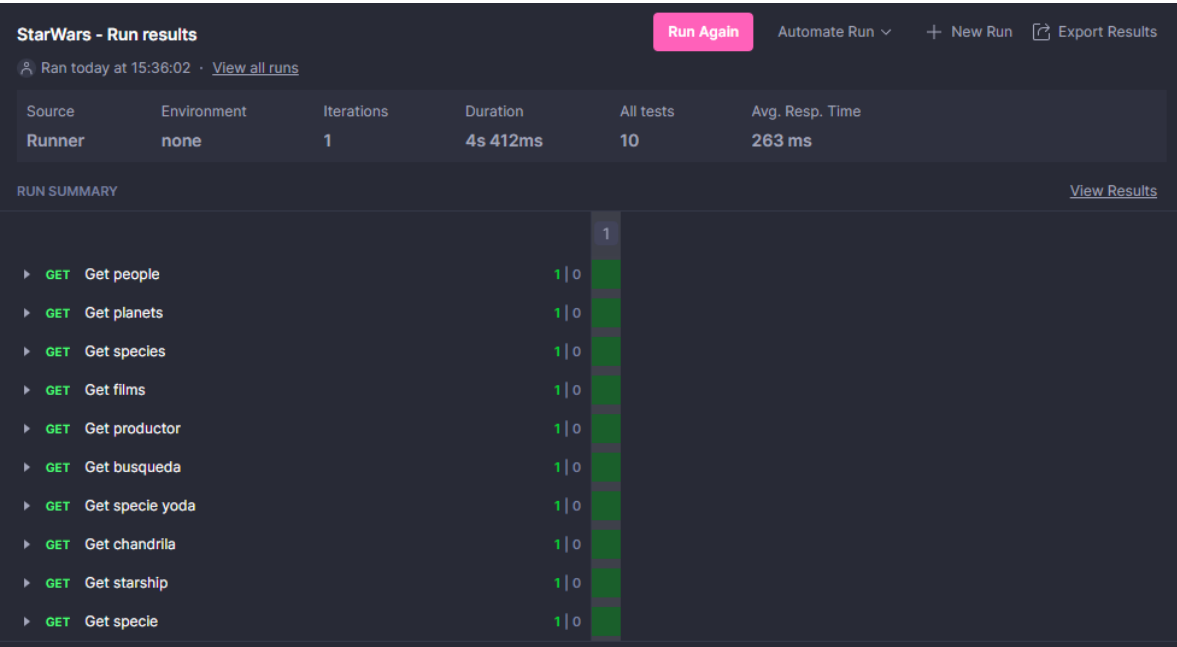 StarWars - Run results
Run Again
Automate Run
New Run
Export Results
Ran today at 15:36:02 · View all runs
Source Environment Iterations Duration All tests Avg. Resp. Time
Runner none 1 4s 412ms 10 263 ms
RUN SUMMARY
View Results
1
GET Get people 1 | 0
GET Get planets 1 | 0
GET Get species 1 | 0
GET Get films 1 | 0
GET Get productor 1 | 0
GET Get busqueda 1 | 0
GET Get specie yoda 1 | 0
GET Get chandrila 1 | 0
GET Get starship 1 | 0
GET Get specie 1 | 0